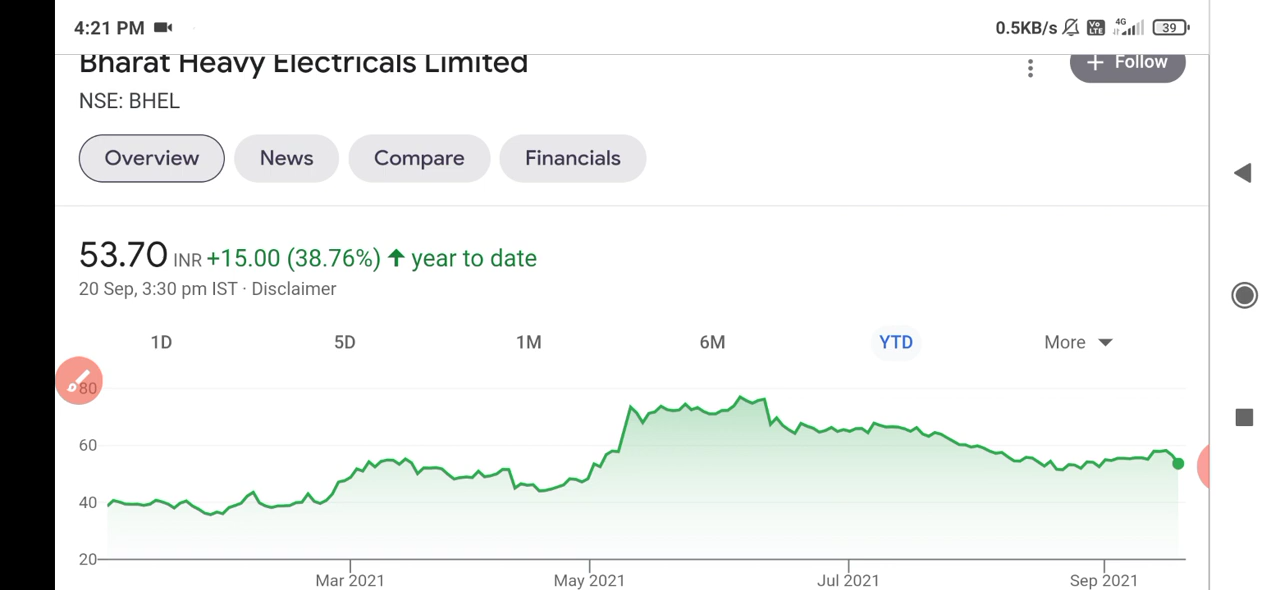 4:21 PM
0.5KB/s Vo LTE 4G 39
Bharat Heavy Electricals Limited
+ Follow
NSE: BHEL
Overview News Compare Financials
53.70 INR +15.00 (38.76%) ↑ year to date
20 Sep, 3:30 pm IST · Disclaimer
1D 5D 1M 6M YTD More
80
60
40
20
Mar 2021 May 2021 Jul 2021 Sep 2021